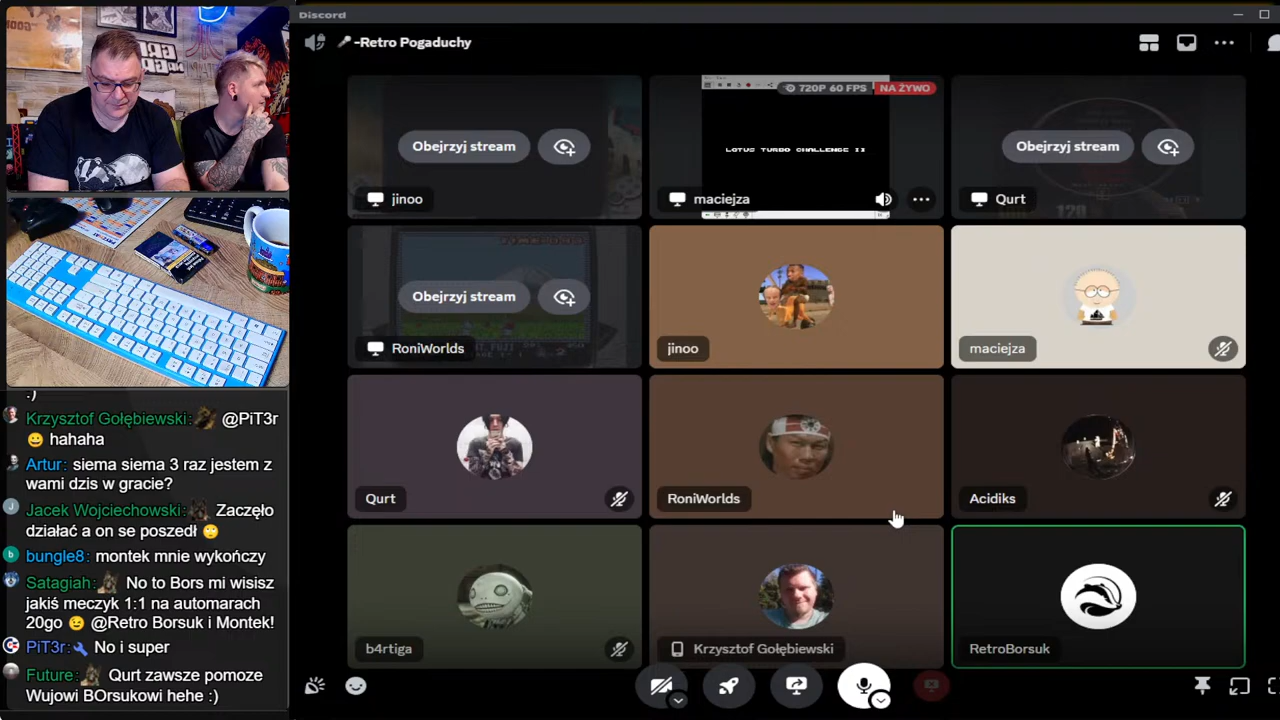 Discord
-Retro Pogaduchy
Obejrzyj stream
jinoo
720P 60 FPS
NA ŻYWO
LOTUS TURBO CHALLENGE II
maciejza
Obejrzyj stream
Qurt
Obejrzyj stream
RoniWorlds
jinoo
maciejza
Qurt
RoniWorlds
Acidiks
b4rtiga
Krzysztof Gołębiewski
RetroBorsuk
:)
Krzysztof Gołębiewski: @PiT3r
😀 hahaha
Artur: siema siema 3 raz jestem z
wami dzis w gracie?
Jacek Wojciechowski: Zaczęło
działać a on se poszedł 🙄
bungle8: montek mnie wykończy
Satagiah: No to Bors mi wisisz
jakiś meczyk 1:1 na automarach
20go 😉 @Retro Borsuk i Montek!
PiT3r: No i super
Future: Qurt zawsze pomoze
Wujowi BOrsukowi hehe :)